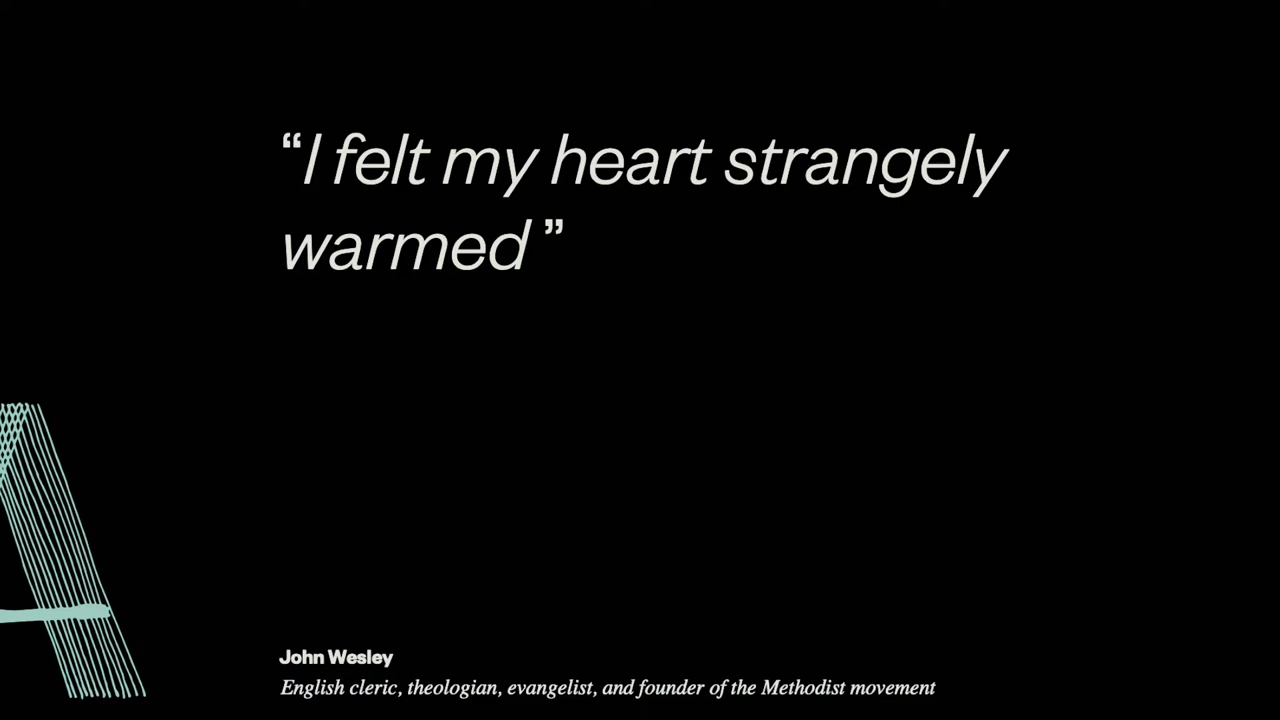 “I felt my heart strangely
warmed ”
John Wesley
English cleric, theologian, evangelist, and founder of the Methodist movement